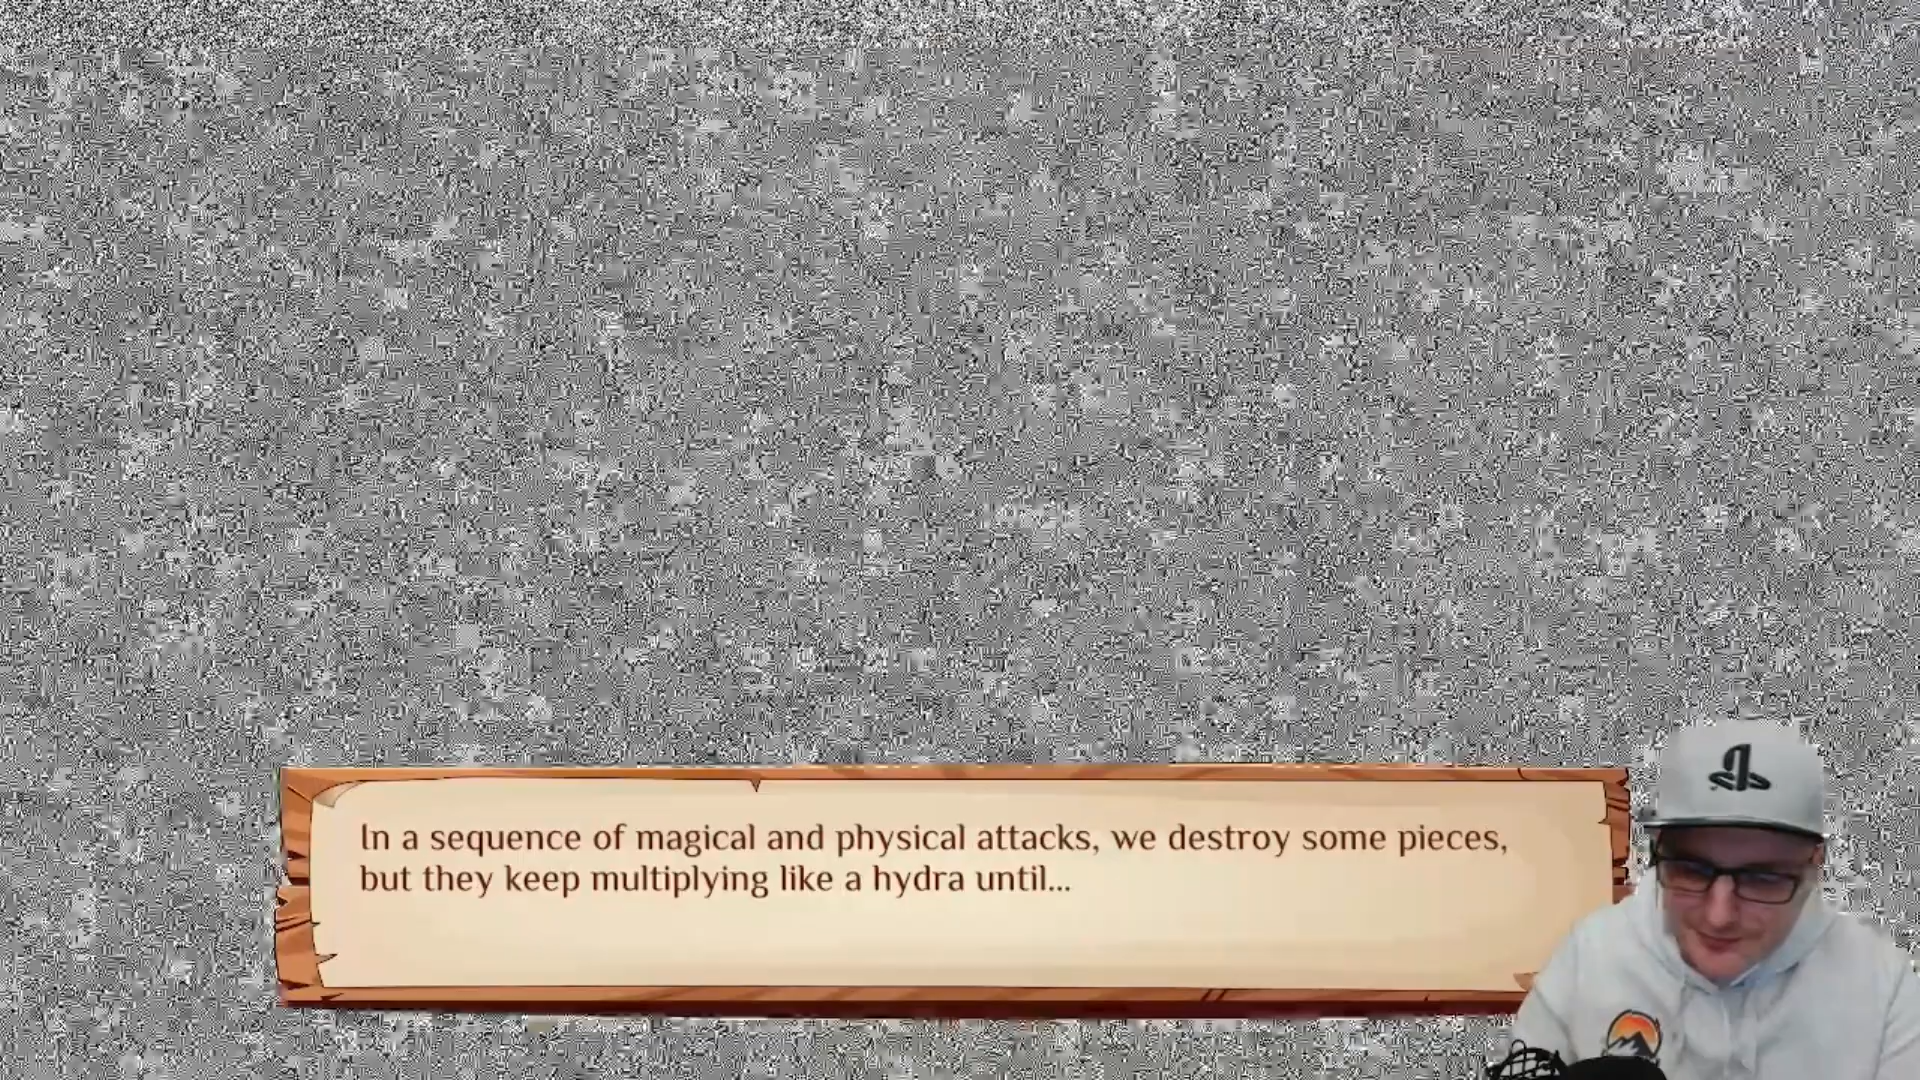 In a sequence of magical and physical attacks, we destroy some pieces,
but they keep multiplying like a hydra until...